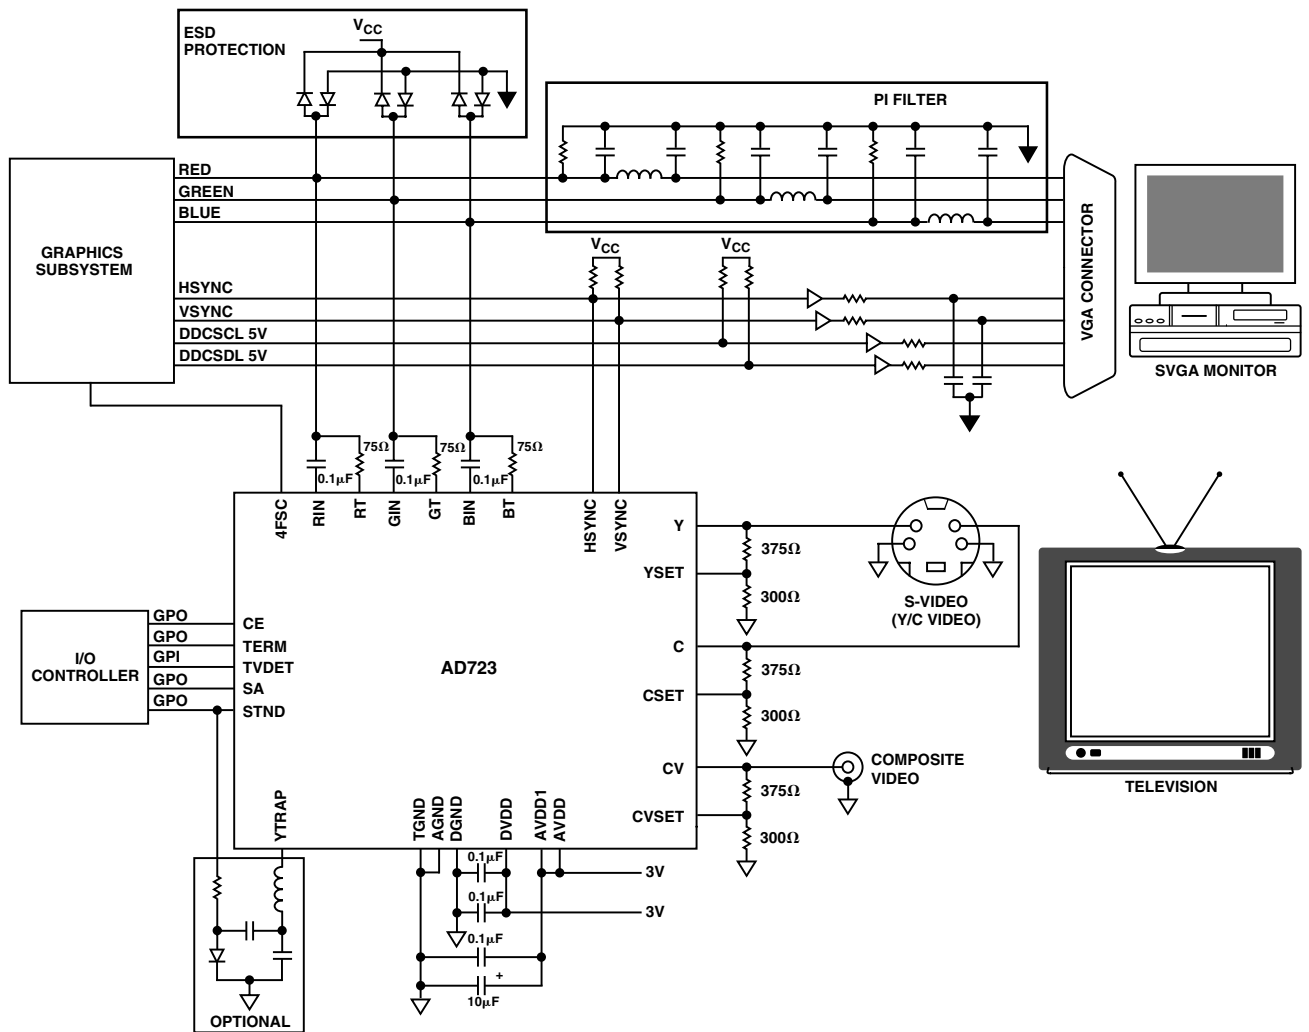 ESD
PROTECTION
VCC
PI FILTER
RED
GREEN
BLUE
GRAPHICS
SUBSYSTEM
HSYNC
VSYNC
DDCSCL 5V
DDCSDL 5V
VCC
VCC
VGA CONNECTOR
SVGA MONITOR
75Ω
75Ω
75Ω
0.1µF
0.1µF
0.1µF
4FSC
RIN
RT
GIN
GT
BIN
BT
HSYNC
VSYNC
Y
375Ω
YSET
300Ω
S-VIDEO
(Y/C VIDEO)
C
375Ω
CSET
300Ω
CV
COMPOSITE
VIDEO
375Ω
CVSET
300Ω
TELEVISION
I/O
CONTROLLER
GPO
GPO
GPI
GPO
GPO
CE
TERM
TVDET
SA
STND
AD723
YTRAP
TGND
AGND
DGND
DVDD
AVDD1
AVDD
0.1µF
3V
0.1µF
3V
0.1µF
+
10µF
OPTIONAL